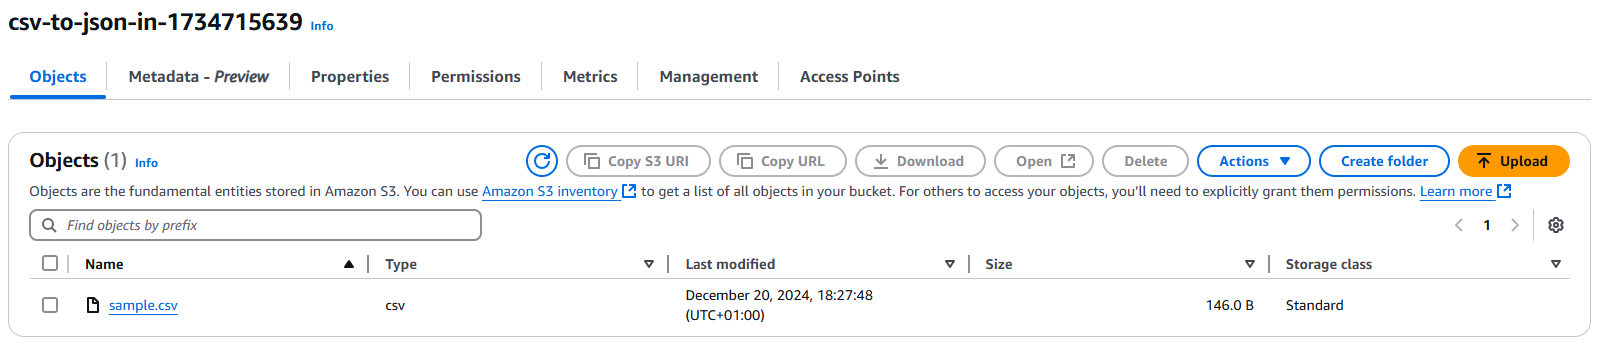 csv-to-json-in-1734715639 Info
Objects Metadata - Preview Properties Permissions Metrics Management Access Points
Objects (1) Info Copy S3 URI Copy URL Download Open Delete Actions Create folder Upload
Objects are the fundamental entities stored in Amazon S3. You can use Amazon S3 inventory to get a list of all objects in your bucket. For others to access your objects, you'll need to explicitly grant them permissions. Learn more
Find objects by prefix 1
Name Type Last modified Size Storage class
sample.csv csv December 20, 2024, 18:27:48 (UTC+01:00) 146.0 B Standard